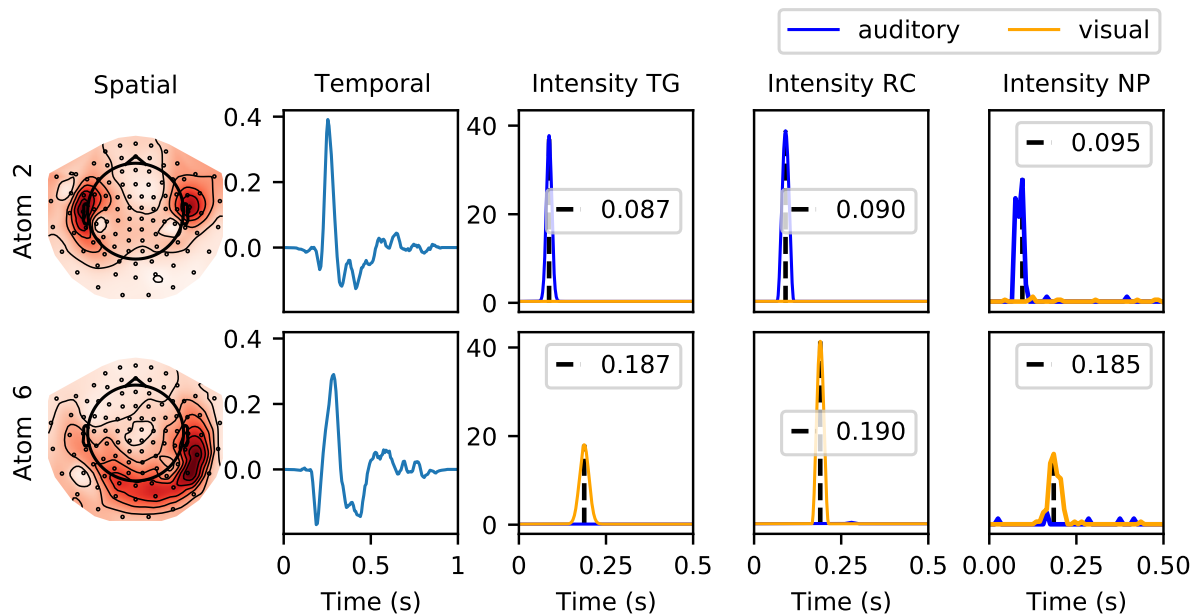 auditory visual
Spatial Temporal Intensity TG Intensity RC Intensity NP
Atom 2
0.4
0.2
0.0
40
20
0
0.087
0.090
0.095
Atom 6
0.4
0.2
0.0
40
20
0
0.187
0.190
0.185
0 0.5 1
0 0.25 0.5
0 0.25 0.5
0.00 0.25 0.50
Time (s) Time (s) Time (s) Time (s)